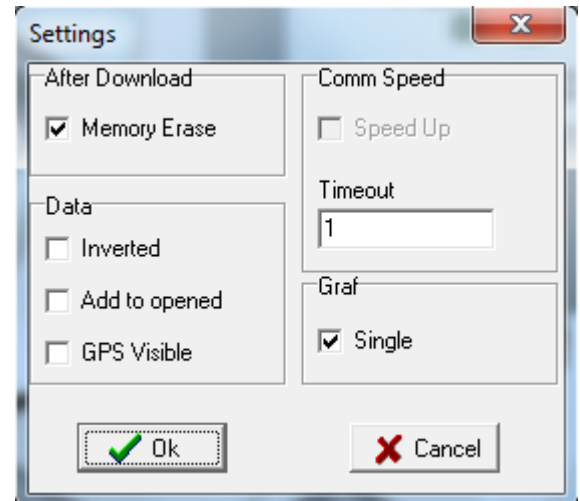 Settings
After Download
Memory Erase
Data
Inverted
Add to opened
GPS Visible
Comm Speed
Speed Up
Timeout
1
Graf
Single
Ok
Cancel